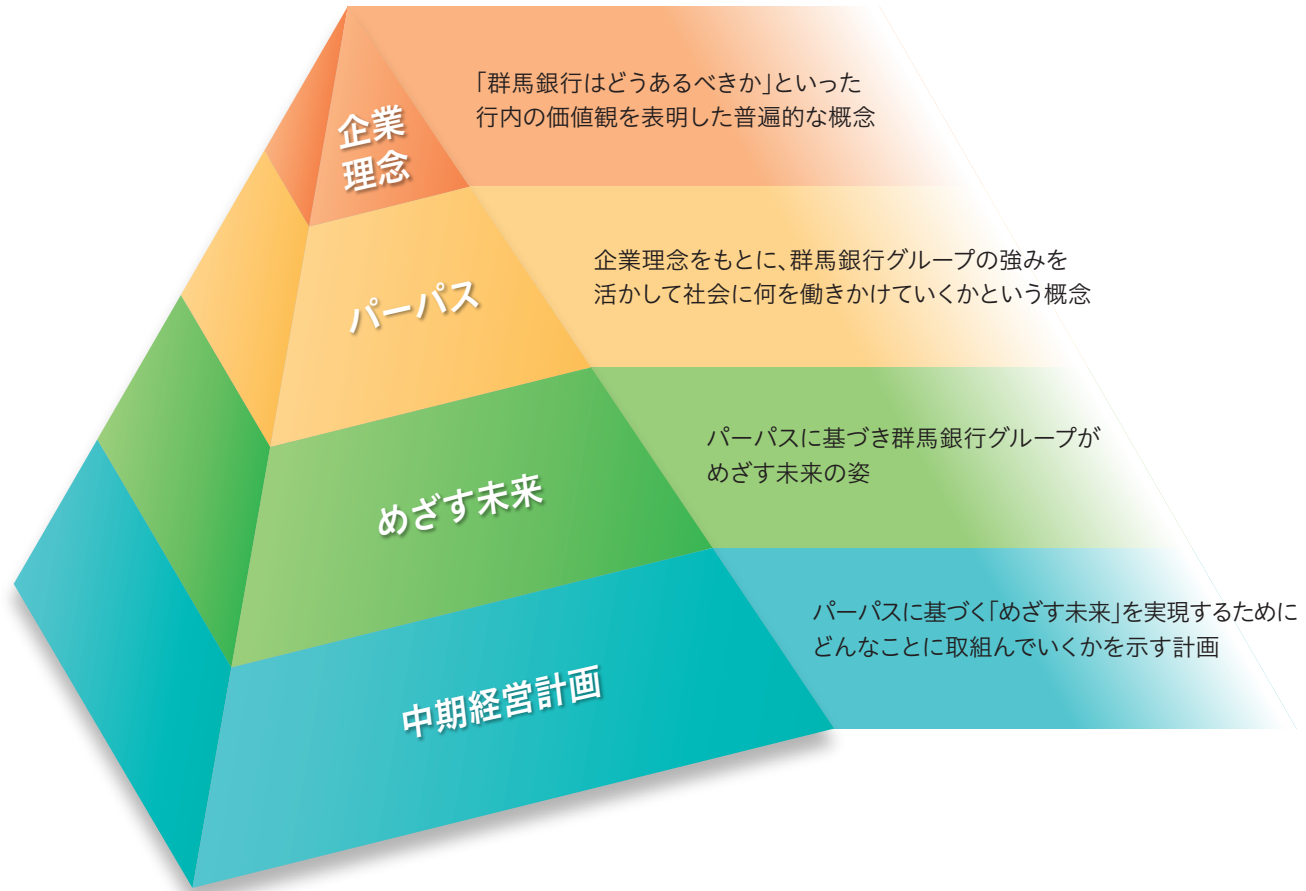 企業
理念
「群馬銀行はどうあるべきか」といった
行内の価値観を表明した普遍的な概念
パーパス
企業理念をもとに、群馬銀行グループの強みを
活かして社会に何を働きかけていくかという概念
めざす未来
パーパスに基づき群馬銀行グループが
めざす未来の姿
中期経営計画
パーパスに基づく「めざす未来」を実現するために
どんなことに取組んでいくかを示す計画